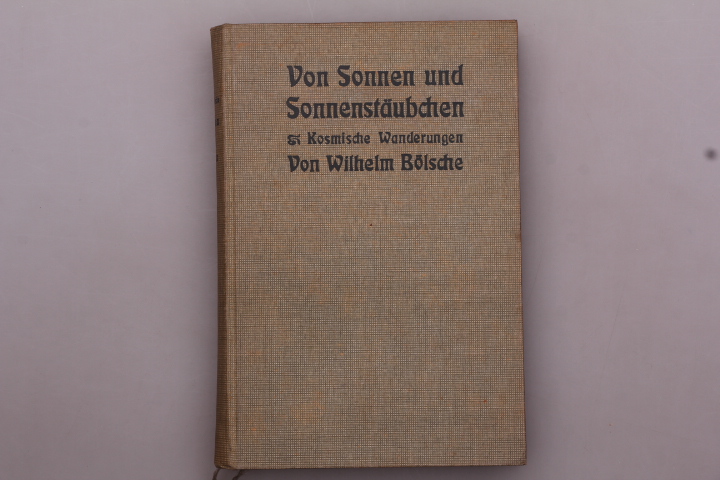 Von Sonnen und
Sonnenstäubchen
Kosmische Wanderungen
Von Wilhelm Bölsche